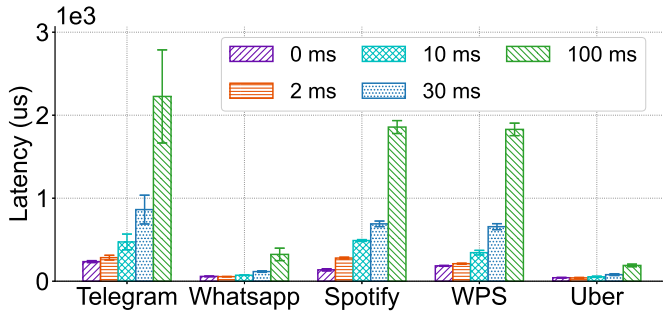 1e3
3
2
1
0
Latency (us)
0 ms
10 ms
100 ms
2 ms
30 ms
Telegram
Whatsapp
Spotify
WPS
Uber